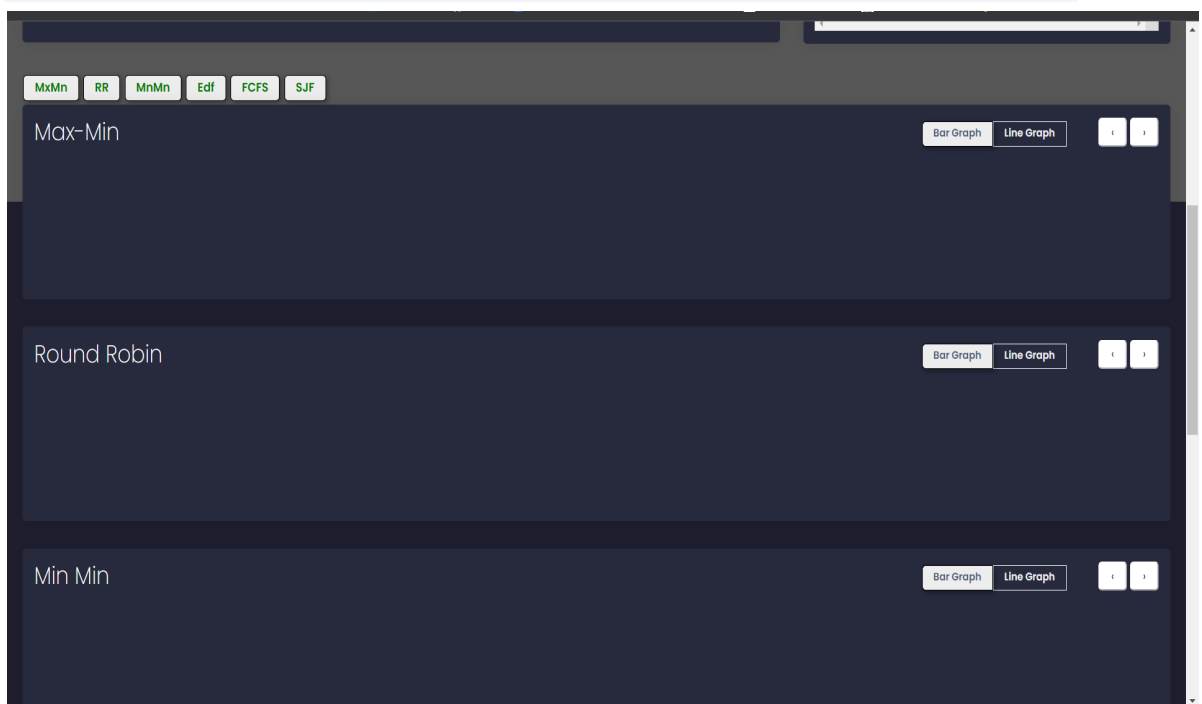 MxMn RR MnMn Edf FCFS SJF
Max-Min Bar Graph Line Graph ‹ ›
Round Robin Bar Graph Line Graph ‹ ›
Min Min Bar Graph Line Graph ‹ ›